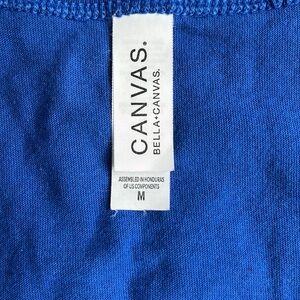 CANVAS.
BELLA+CANVAS.
ASSEMBLED IN HONDURAS
OF US COMPONENTS
M